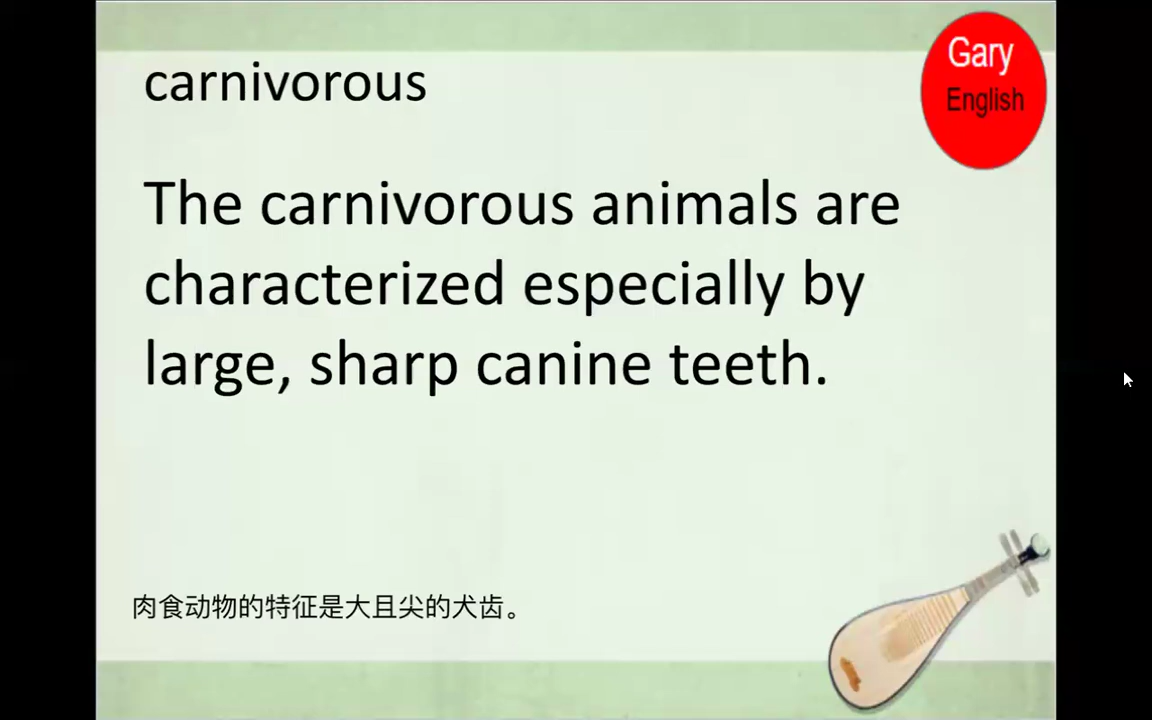 carnivorous
Gary
English
The carnivorous animals are
characterized especially by
large, sharp canine teeth.
肉食动物的特征是大且尖的犬齿。